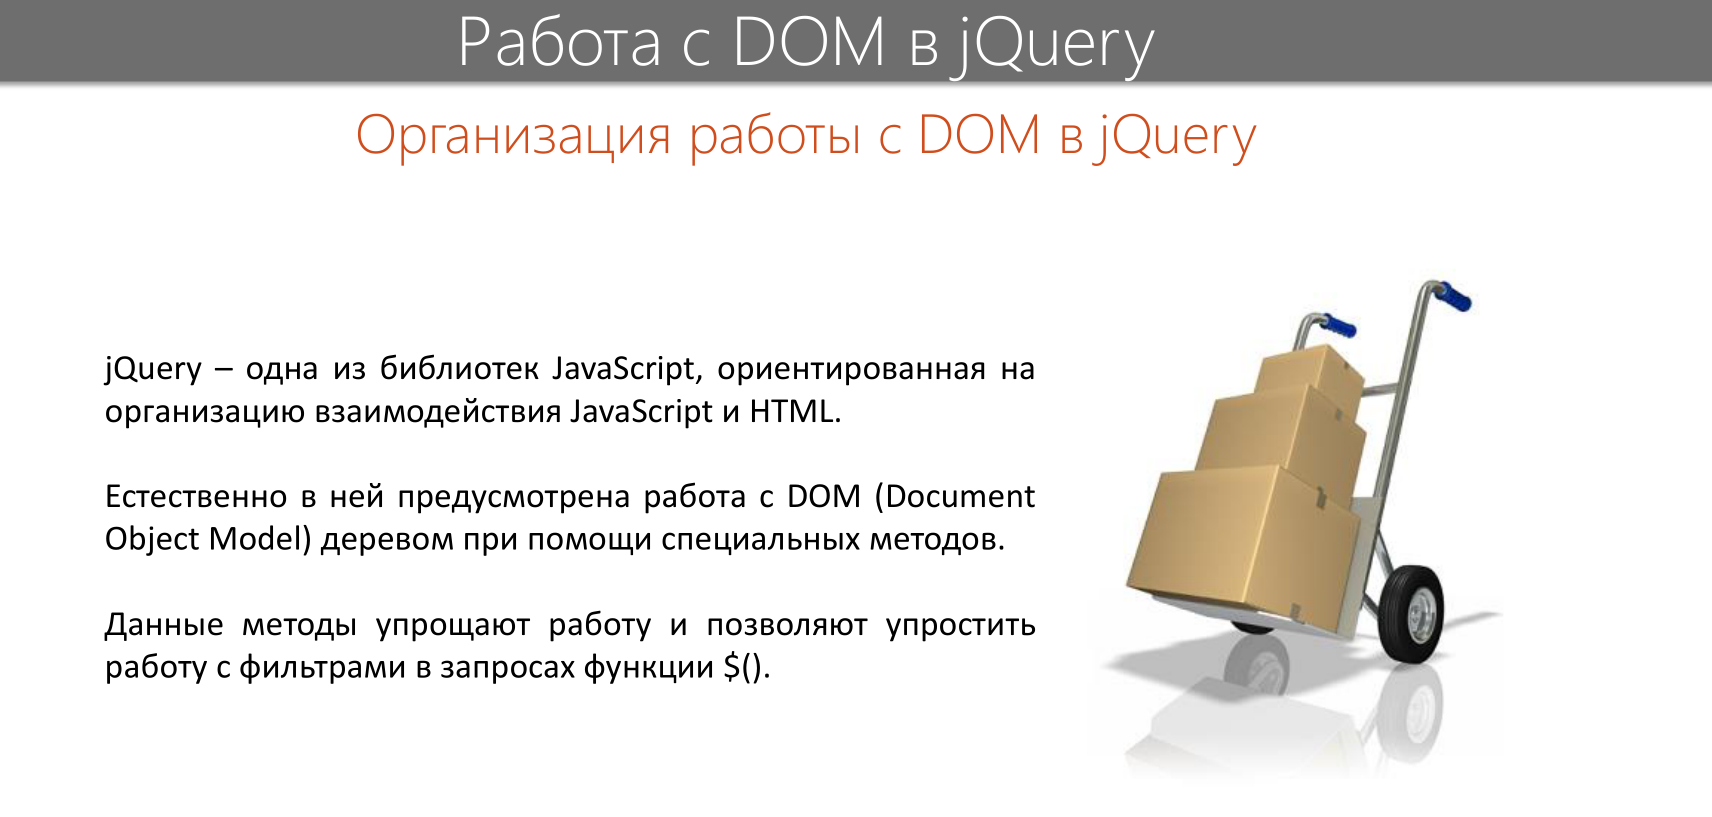 Работа с DOM в jQuery
Организация работы с DOM в jQuery
jQuery – одна из библиотек JavaScript, ориентированная на
организацию взаимодействия JavaScript и HTML.
Естественно в ней предусмотрена работа с DOM (Document
Object Model) деревом при помощи специальных методов.
Данные методы упрощают работу и позволяют упростить
работу с фильтрами в запросах функции $().